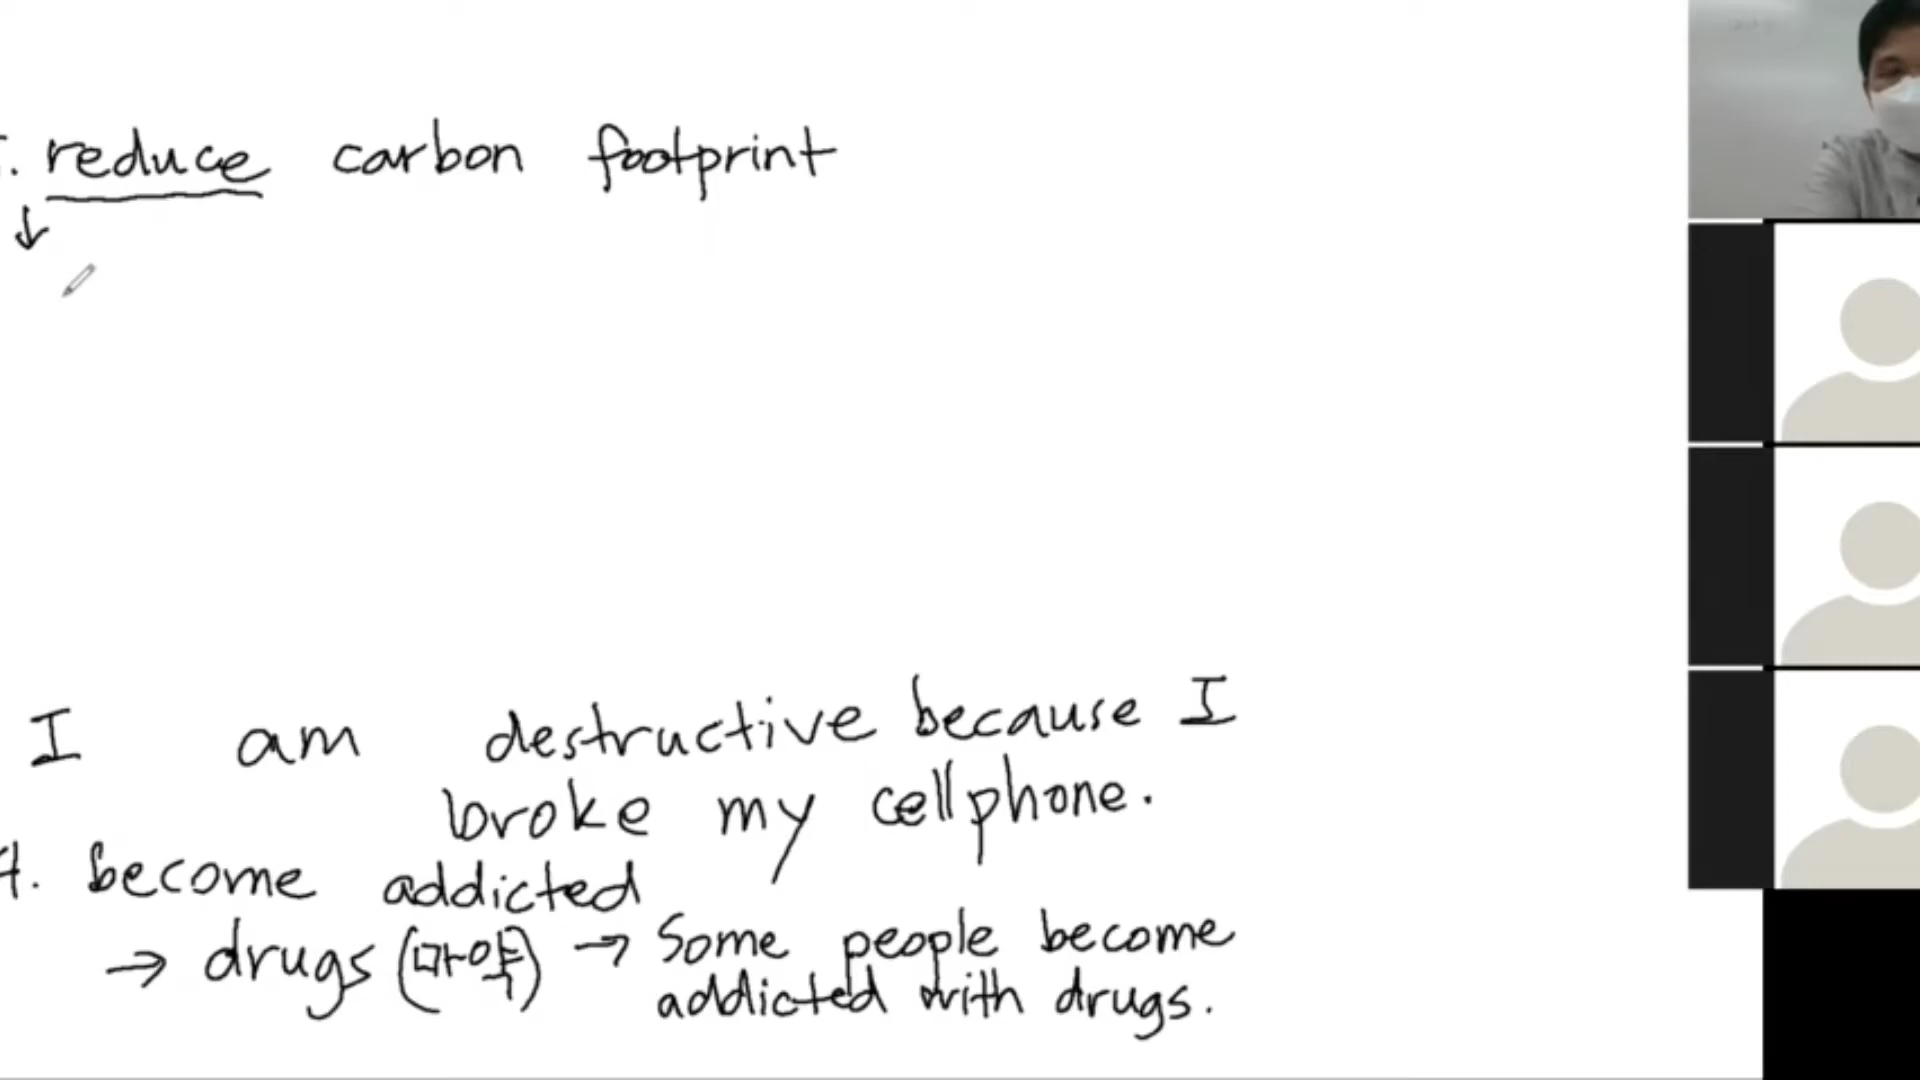 . reduce carbon footprint
↓
I am destructive because I
broke my cellphone.
4. become addicted
→ drugs (마약) → Some people become
addicted with drugs.